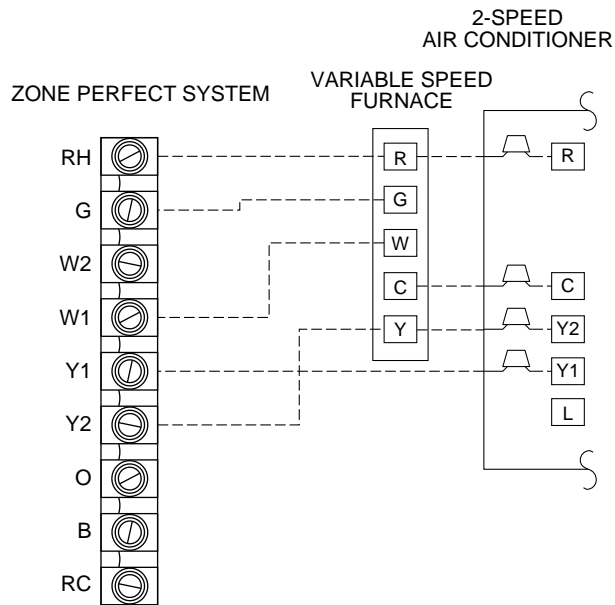 2-SPEED
AIR CONDITIONER
VARIABLE SPEED
FURNACE
ZONE PERFECT SYSTEM
RH
R
R
G
G
W2
W
W1
C
C
Y
Y2
Y1
Y1
Y2
L
O
B
RC